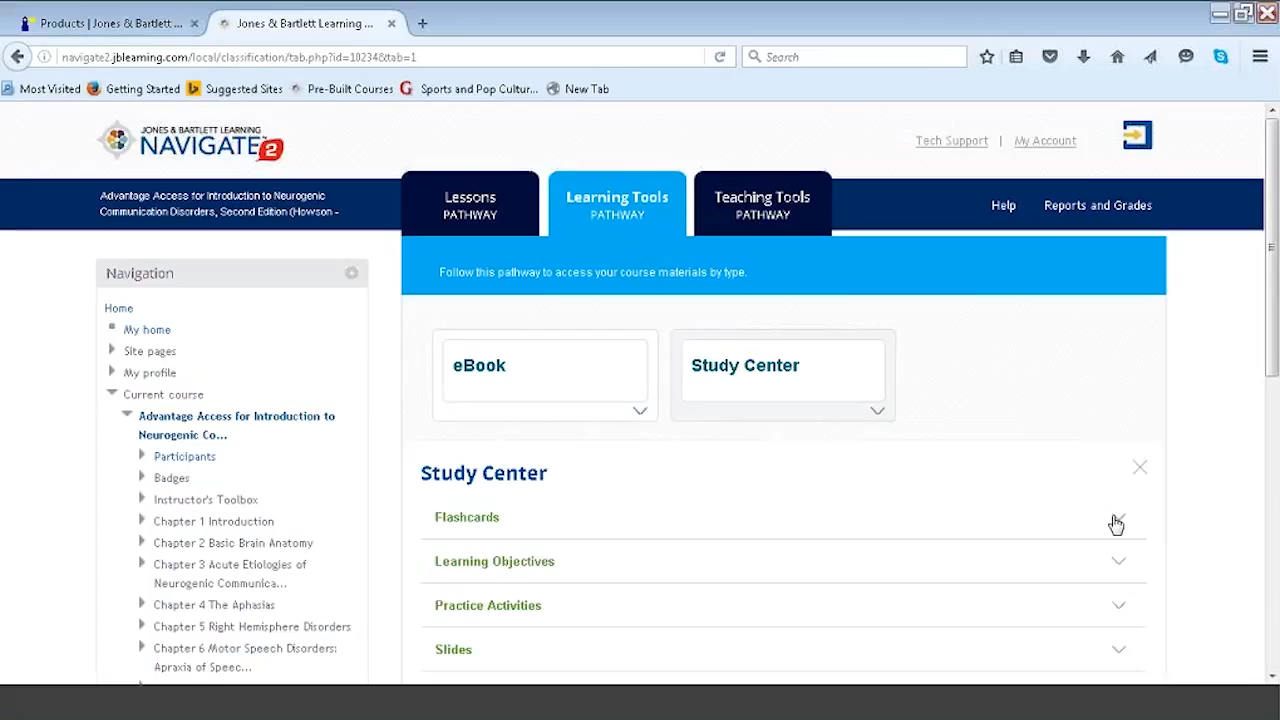 Products | Jones & Bartlett ...
Jones & Bartlett Learning ...
navigate2.jblearning.com/local/classification/tab.php?id=10234&tab=1
Search
Most Visited
Getting Started
Suggested Sites
Pre-Built Courses
Sports and Pop Cultur...
New Tab
JONES & BARTLETT LEARNING
NAVIGATE 2
Tech Support | My Account
Advantage Access for Introduction to Neurogenic
Communication Disorders, Second Edition (Howson -
Lessons
PATHWAY
Learning Tools
PATHWAY
Teaching Tools
PATHWAY
Help
Reports and Grades
Follow this pathway to access your course materials by type.
Navigation
Home
My home
Site pages
My profile
Current course
Advantage Access for Introduction to
Neurogenic Co...
Participants
Badges
Instructor's Toolbox
Chapter 1 Introduction
Chapter 2 Basic Brain Anatomy
Chapter 3 Acute Etiologies of
Neurogenic Communica...
Chapter 4 The Aphasias
Chapter 5 Right Hemisphere Disorders
Chapter 6 Motor Speech Disorders:
Apraxia of Speec...
eBook
Study Center
Study Center
Flashcards
Learning Objectives
Practice Activities
Slides